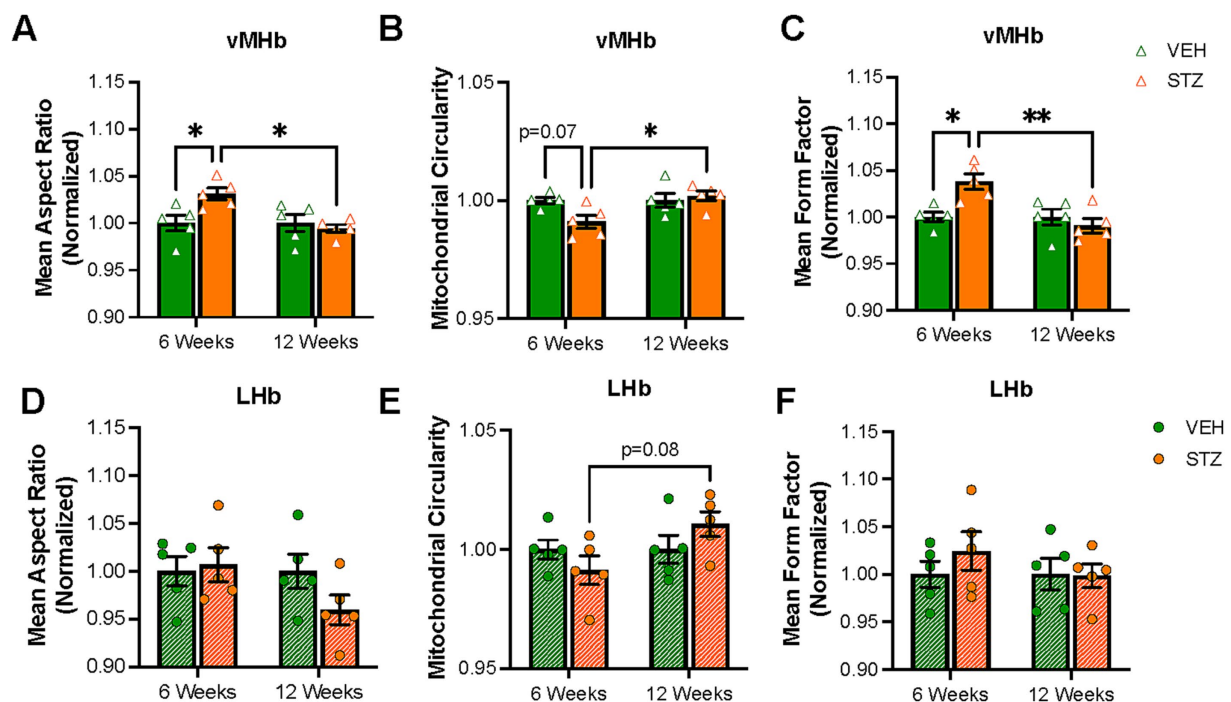 A
vMHb
Mean Aspect Ratio
(Normalized)
1.15
1.10
1.05
1.00
0.95
0.90
*
*
6 Weeks
12 Weeks
B
vMHb
Mitochondrial Circularity
1.05
1.00
0.95
p=0.07
*
6 Weeks
12 Weeks
C
vMHb
Mean Form Factor
(Normalized)
1.15
1.10
1.05
1.00
0.95
0.90
*
**
6 Weeks
12 Weeks
VEH
STZ
D
LHb
Mean Aspect Ratio
(Normalized)
1.15
1.10
1.05
1.00
0.95
0.90
6 Weeks
12 Weeks
E
LHb
Mitochondrial Circularity
1.05
1.00
0.95
p=0.08
6 Weeks
12 Weeks
F
LHb
Mean Form Factor
(Normalized)
1.15
1.10
1.05
1.00
0.95
0.90
6 Weeks
12 Weeks
VEH
STZ